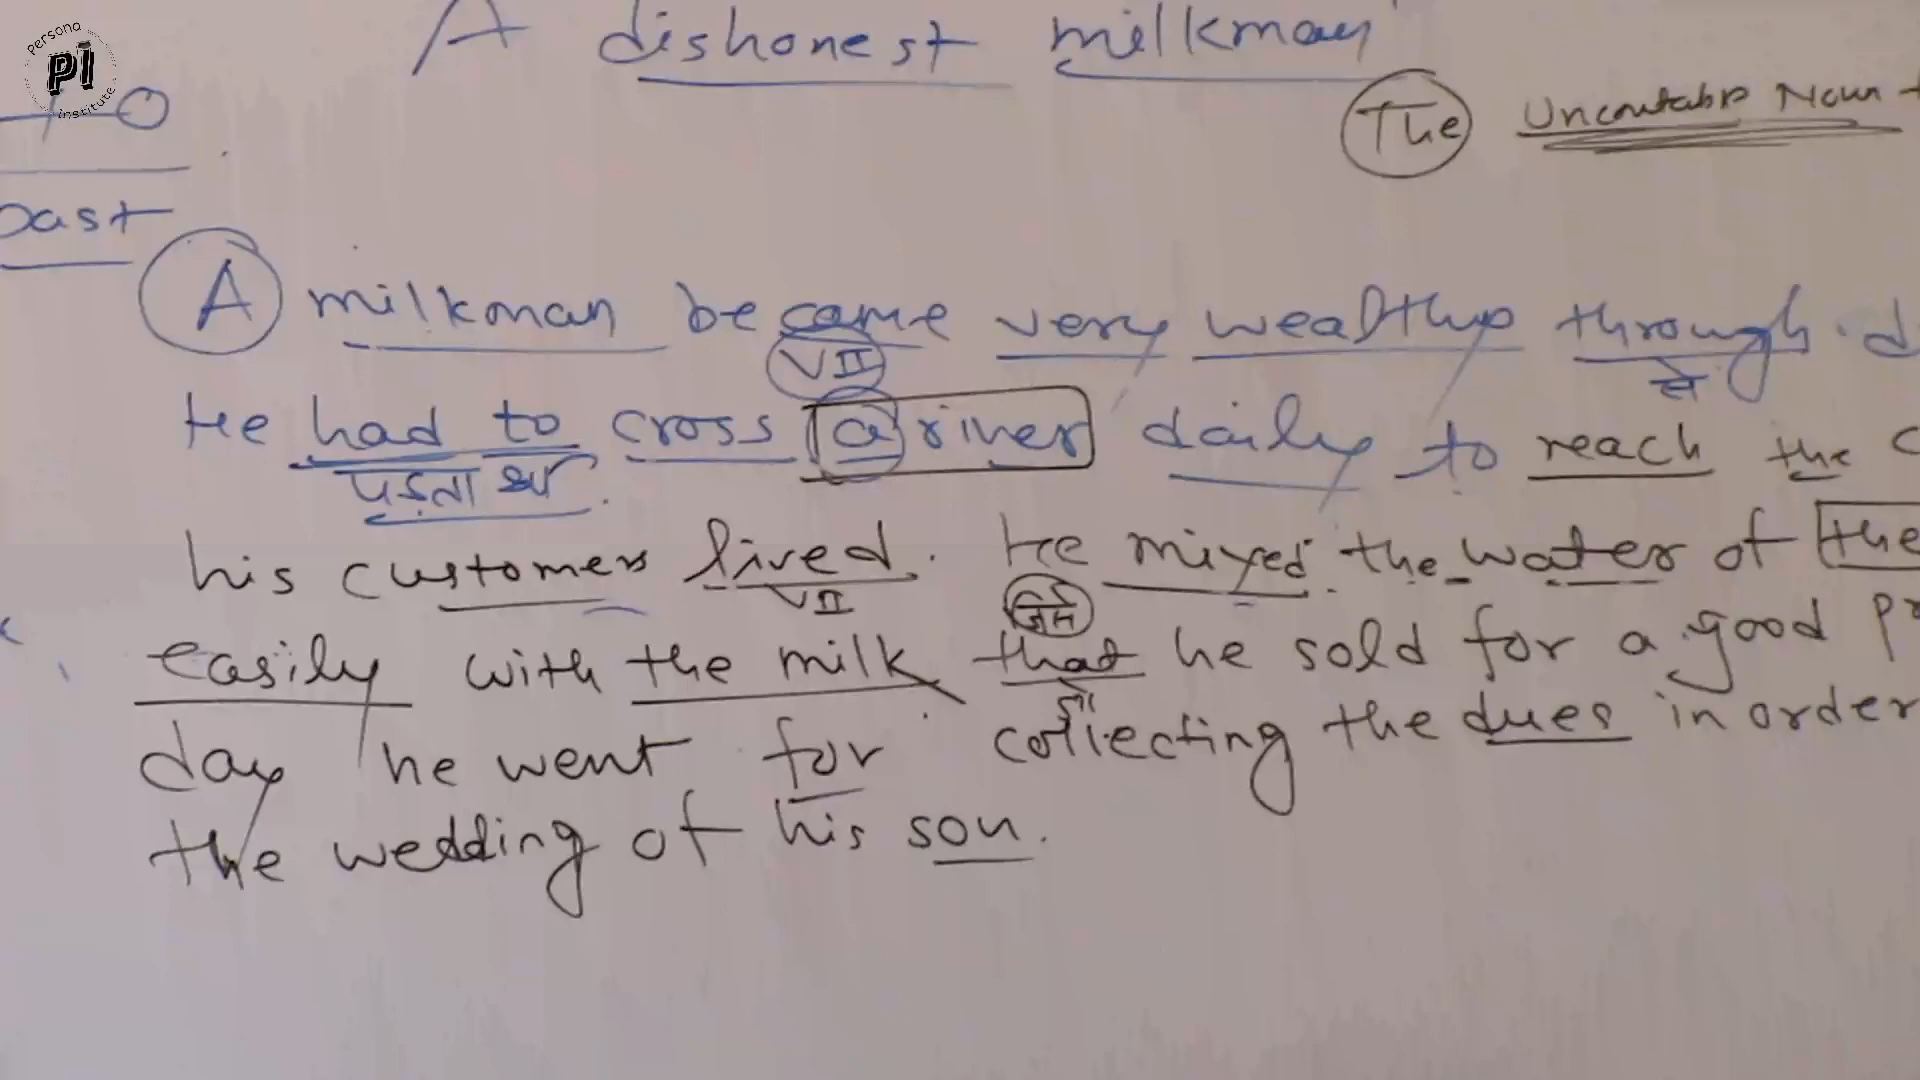 Persona
PI
institute
A dishonest milkman
The Uncoutabp Noun +
past
A milkman became very wealthy through d
VII
से
He had to cross a river daily to reach the c
पड़ता था
his customers lived. He mixed the water of the
VII
easily with the milk that he sold for a good pr
जिसे
जो
day he went for collecting the dues in order
the wedding of his son.